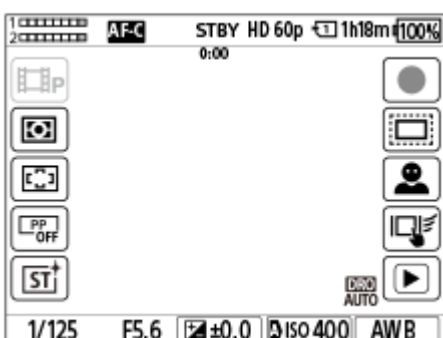 1
2
AF-C STBY HD 60p 1 1h18m 100%
0:00
P
PP
OFF
ST
DRO
AUTO
1/125 F5.6 ±0.0 A ISO 400 AWB